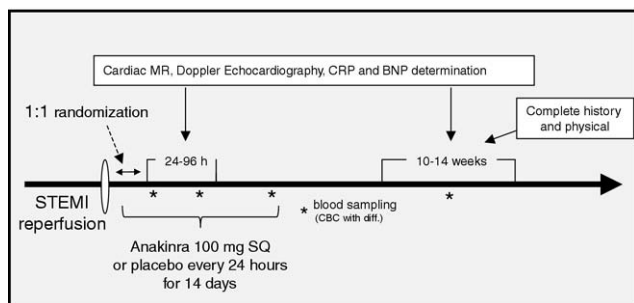 Cardiac MR, Doppler Echocardiography, CRP and BNP determination
1:1 randomization
Complete history
and physical
24-96 h
10-14 weeks
* * * *
STEMI
reperfusion
* blood sampling
(CBC with diff.)
Anakinra 100 mg SQ
or placebo every 24 hours
for 14 days